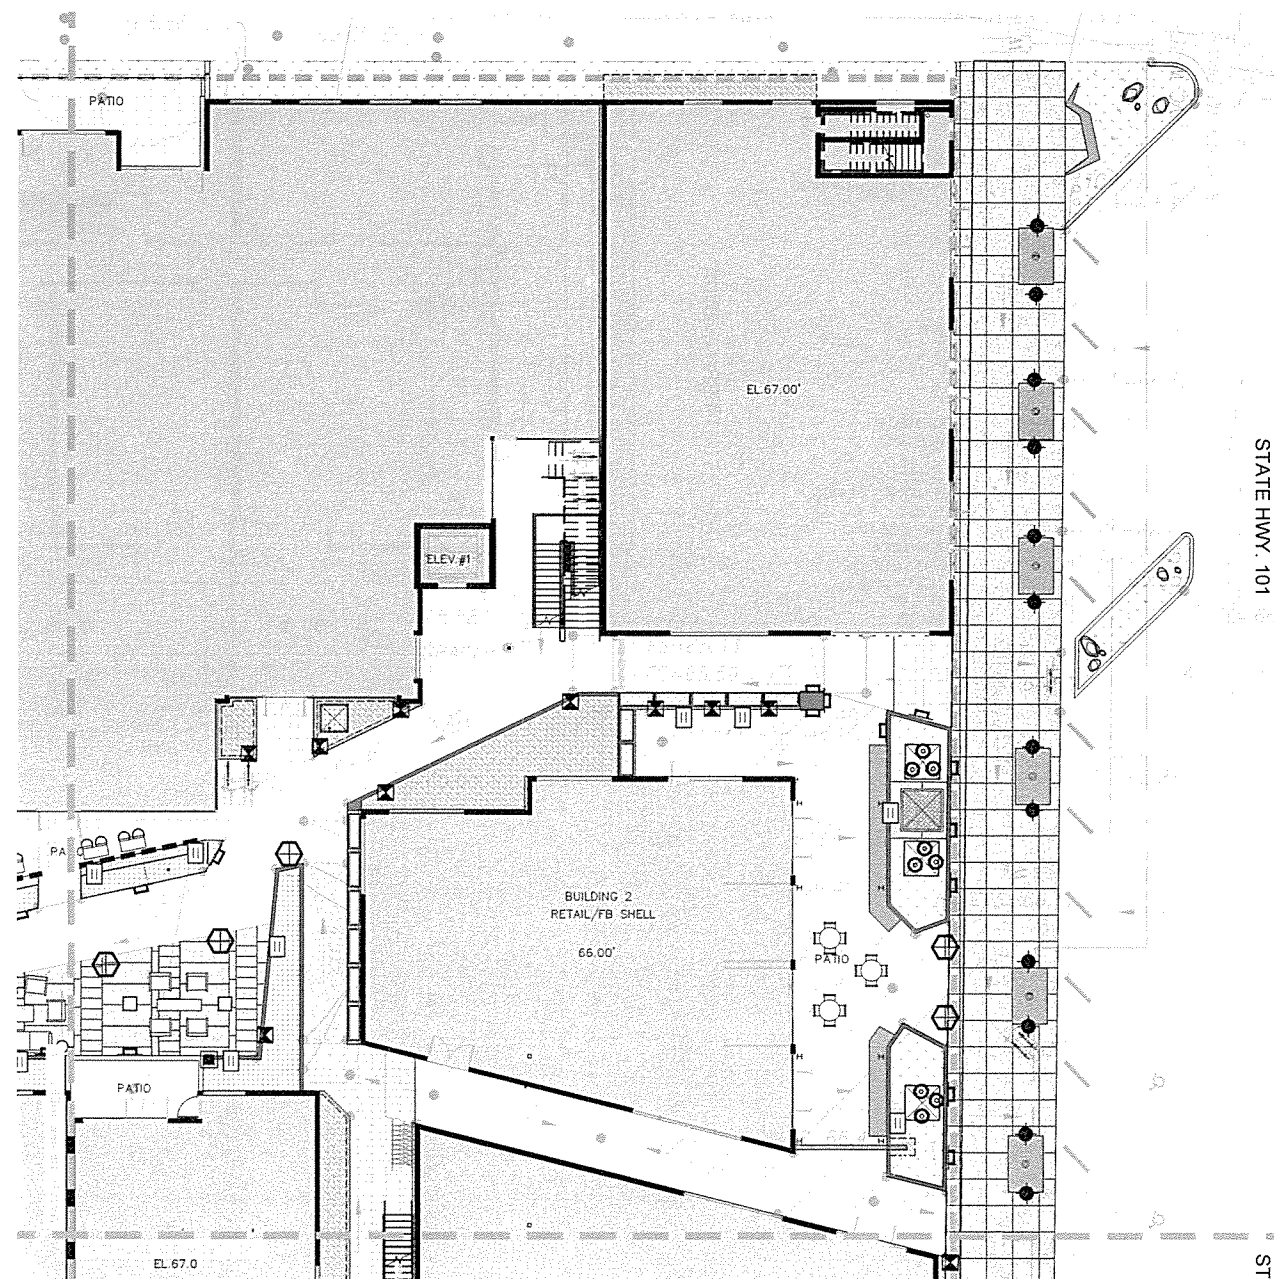 PATIO
EL.67.00'
STATE HWY. 101
ELEV.#1
PA
BUILDING 2
RETAIL/FB SHELL
66.00'
PATIO
PATIO
EL.67.0
ST